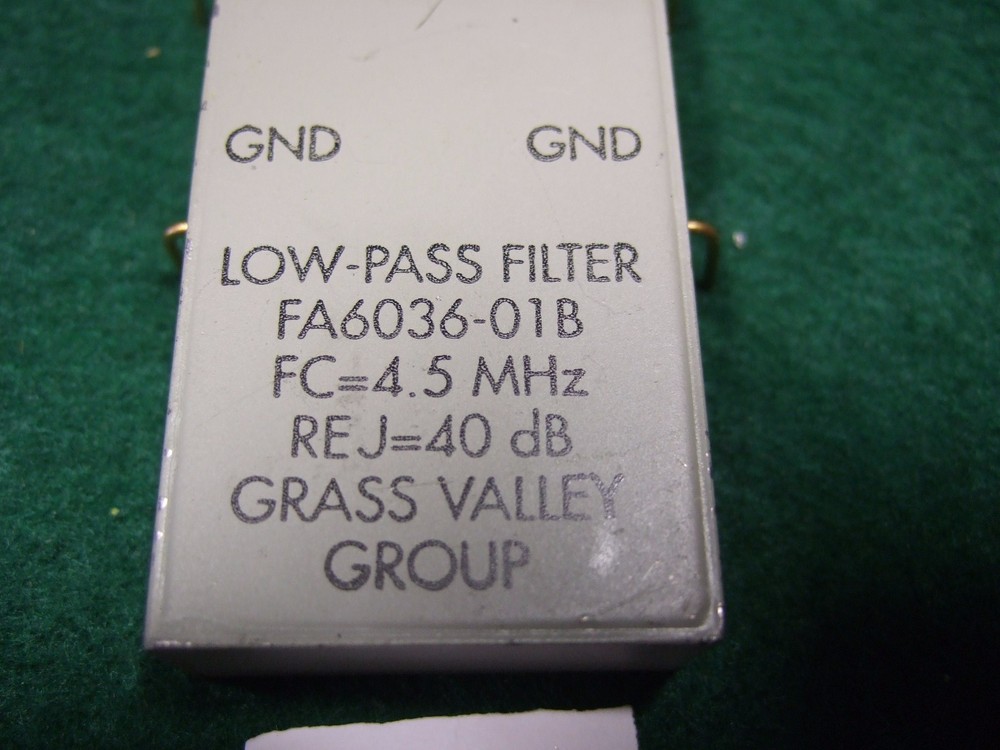 GND GND
LOW-PASS FILTER
FA6036-01B
FC=4.5 MHz
REJ=40 dB
GRASS VALLEY
GROUP